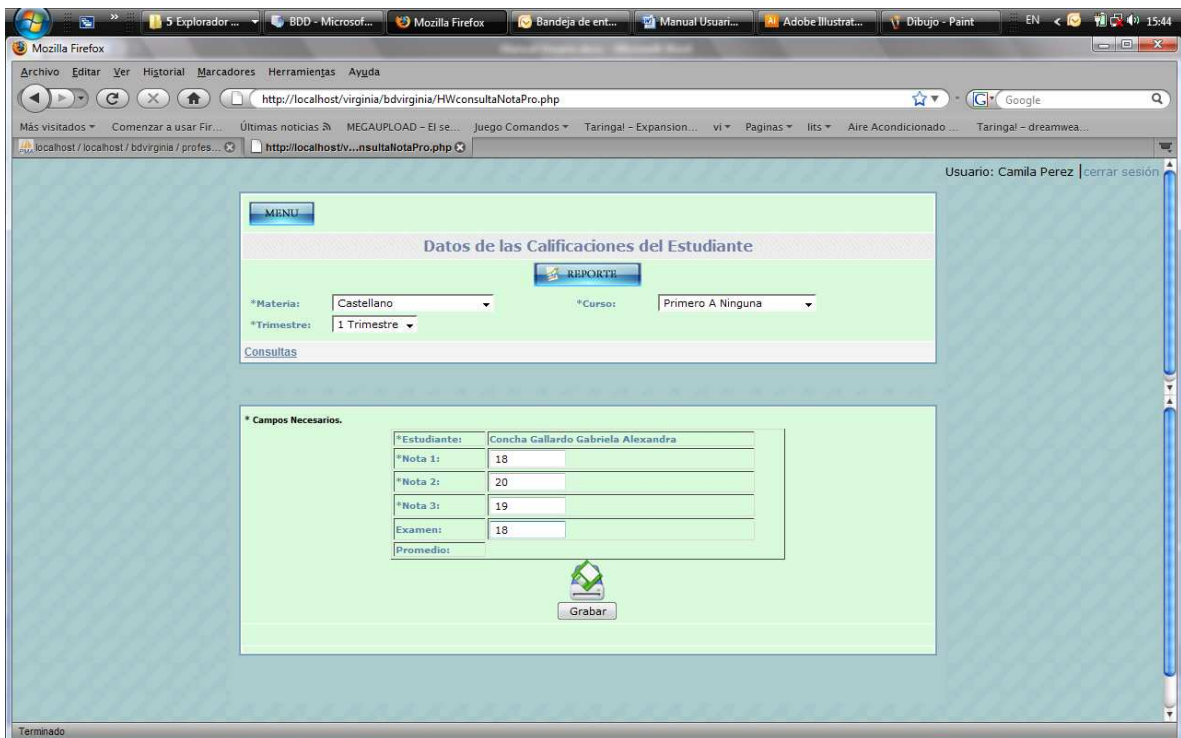 5 Explorador ... BDD - Microsof... Mozilla Firefox Bandeja de ent... Manual Usuari... Adobe Illustrat... Dibujo - Paint EN 15:44
Mozilla Firefox
Archivo Editar Ver Historial Marcadores Herramientas Ayuda
http://localhost/virginia/bdvirginia/HWconsultaNotaPro.php Google
Más visitados Comenzar a usar Fir... Últimas noticias MEGAUPLOAD - El se... Juego Comandos Taringa! - Expansion... vi Paginas lits Aire Acondicionado ... Taringa! - dreamwea...
localhost / localhost / bdvirginia / profes... http://localhost/v...nsultaNotaPro.php
Usuario: Camila Perez |cerrar sesión
MENU
Datos de las Calificaciones del Estudiante
REPORTE
*Materia: Castellano *Curso: Primero A Ninguna
*Trimestre: 1 Trimestre
Consultas
* Campos Necesarios.
*Estudiante: Concha Gallardo Gabriela Alexandra
*Nota 1: 18
*Nota 2: 20
*Nota 3: 19
Examen: 18
Promedio:
Grabar
Terminado